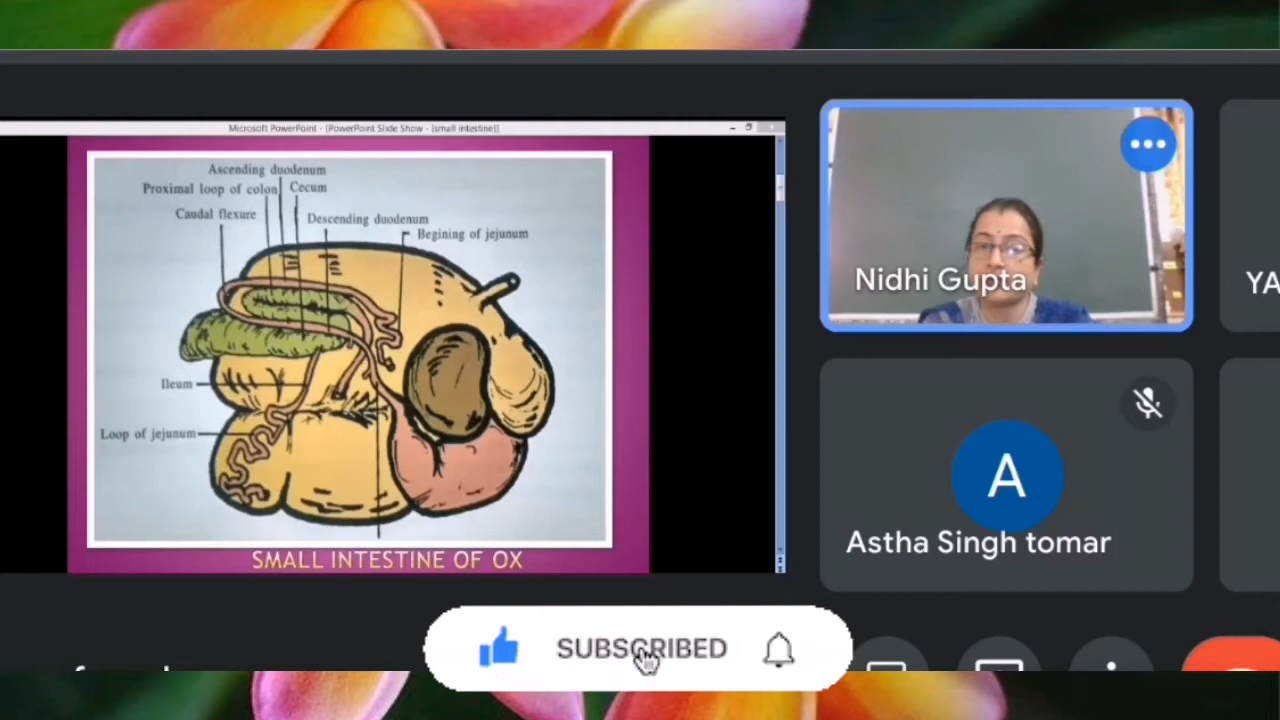 Microsoft PowerPoint - [PowerPoint Slide Show - [small intestine]]
Ascending duodenum
Proximal loop of colon
Cecum
Caudal flexure
Descending duodenum
Begining of jejunum
Ileum
Loop of jejunum
SMALL INTESTINE OF OX
Nidhi Gupta
YA
A
Astha Singh tomar
SUBSCRIBED